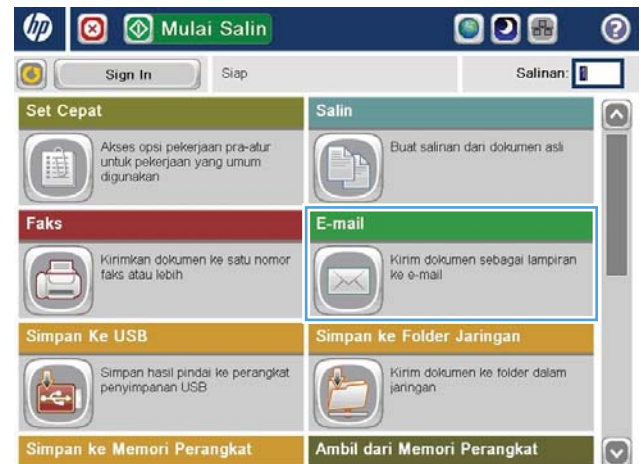 hp
Mulai Salin
?
Sign In
Siap
Salinan:
Set Cepat
Akses opsi pekerjaan pra-atur
untuk pekerjaan yang umum
digunakan
Salin
Buat salinan dari dokumen asli
Faks
Kirimkan dokumen ke satu nomor
faks atau lebih
E-mail
Kirim dokumen sebagai lampiran
ke e-mail
Simpan Ke USB
Simpan hasil pindai ke perangkat
penyimpanan USB
Simpan ke Folder Jaringan
Kirim dokumen ke folder dalam
jaringan
Simpan ke Memori Perangkat
Ambil dari Memori Perangkat